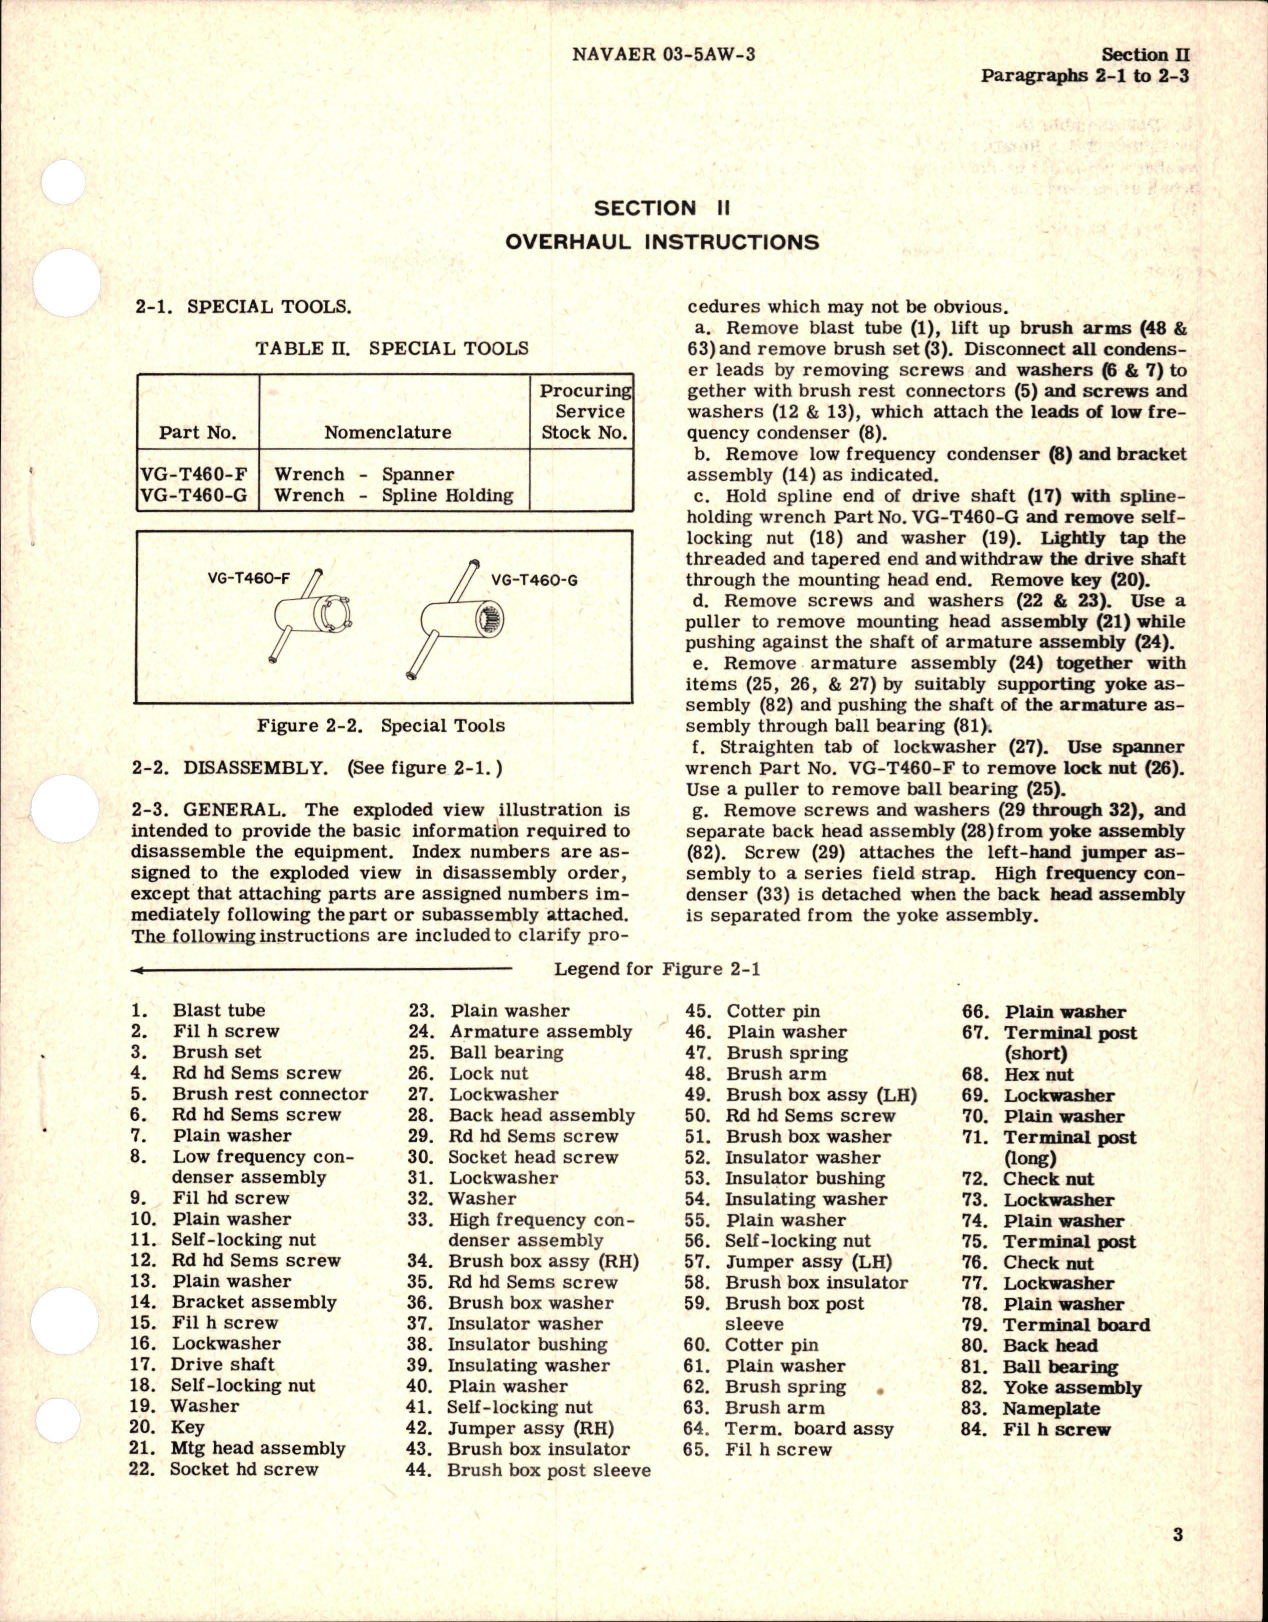 NAVAER 03-5AW-3
Section II
Paragraphs 2-1 to 2-3
SECTION II
OVERHAUL INSTRUCTIONS
2-1. SPECIAL TOOLS.
TABLE II. SPECIAL TOOLS
Part No. Nomenclature Procuring Service Stock No.
VG-T460-F Wrench - Spanner
VG-T460-G Wrench - Spline Holding
VG-T460-F
VG-T460-G
Figure 2-2. Special Tools
2-2. DISASSEMBLY. (See figure 2-1.)
2-3. GENERAL. The exploded view illustration is
intended to provide the basic information required to
disassemble the equipment. Index numbers are as-
signed to the exploded view in disassembly order,
except that attaching parts are assigned numbers im-
mediately following the part or subassembly attached.
The following instructions are included to clarify pro-
cedures which may not be obvious.
a. Remove blast tube (1), lift up brush arms (48 &
63) and remove brush set (3). Disconnect all condens-
er leads by removing screws and washers (6 & 7) to
gether with brush rest connectors (5) and screws and
washers (12 & 13), which attach the leads of low fre-
quency condenser (8).
b. Remove low frequency condenser (8) and bracket
assembly (14) as indicated.
c. Hold spline end of drive shaft (17) with spline-
holding wrench Part No. VG-T460-G and remove self-
locking nut (18) and washer (19). Lightly tap the
threaded and tapered end and withdraw the drive shaft
through the mounting head end. Remove key (20).
d. Remove screws and washers (22 & 23). Use a
puller to remove mounting head assembly (21) while
pushing against the shaft of armature assembly (24).
e. Remove armature assembly (24) together with
items (25, 26, & 27) by suitably supporting yoke as-
sembly (82) and pushing the shaft of the armature as-
sembly through ball bearing (81).
f. Straighten tab of lockwasher (27). Use spanner
wrench Part No. VG-T460-F to remove lock nut (26).
Use a puller to remove ball bearing (25).
g. Remove screws and washers (29 through 32), and
separate back head assembly (28) from yoke assembly
(82). Screw (29) attaches the left-hand jumper as-
sembly to a series field strap. High frequency con-
denser (33) is detached when the back head assembly
is separated from the yoke assembly.
Legend for Figure 2-1
1. Blast tube
2. Fil h screw
3. Brush set
4. Rd hd Sems screw
5. Brush rest connector
6. Rd hd Sems screw
7. Plain washer
8. Low frequency con-
denser assembly
9. Fil hd screw
10. Plain washer
11. Self-locking nut
12. Rd hd Sems screw
13. Plain washer
14. Bracket assembly
15. Fil h screw
16. Lockwasher
17. Drive shaft
18. Self-locking nut
19. Washer
20. Key
21. Mtg head assembly
22. Socket hd screw
23. Plain washer
24. Armature assembly
25. Ball bearing
26. Lock nut
27. Lockwasher
28. Back head assembly
29. Rd hd Sems screw
30. Socket head screw
31. Lockwasher
32. Washer
33. High frequency con-
denser assembly
34. Brush box assy (RH)
35. Rd hd Sems screw
36. Brush box washer
37. Insulator washer
38. Insulator bushing
39. Insulating washer
40. Plain washer
41. Self-locking nut
42. Jumper assy (RH)
43. Brush box insulator
44. Brush box post sleeve
45. Cotter pin
46. Plain washer
47. Brush spring
48. Brush arm
49. Brush box assy (LH)
50. Rd hd Sems screw
51. Brush box washer
52. Insulator washer
53. Insulator bushing
54. Insulating washer
55. Plain washer
56. Self-locking nut
57. Jumper assy (LH)
58. Brush box insulator
59. Brush box post
sleeve
60. Cotter pin
61. Plain washer
62. Brush spring
63. Brush arm
64. Term. board assy
65. Fil h screw
66. Plain washer
67. Terminal post
(short)
68. Hex nut
69. Lockwasher
70. Plain washer
71. Terminal post
(long)
72. Check nut
73. Lockwasher
74. Plain washer
75. Terminal post
76. Check nut
77. Lockwasher
78. Plain washer
79. Terminal board
80. Back head
81. Ball bearing
82. Yoke assembly
83. Nameplate
84. Fil h screw
3